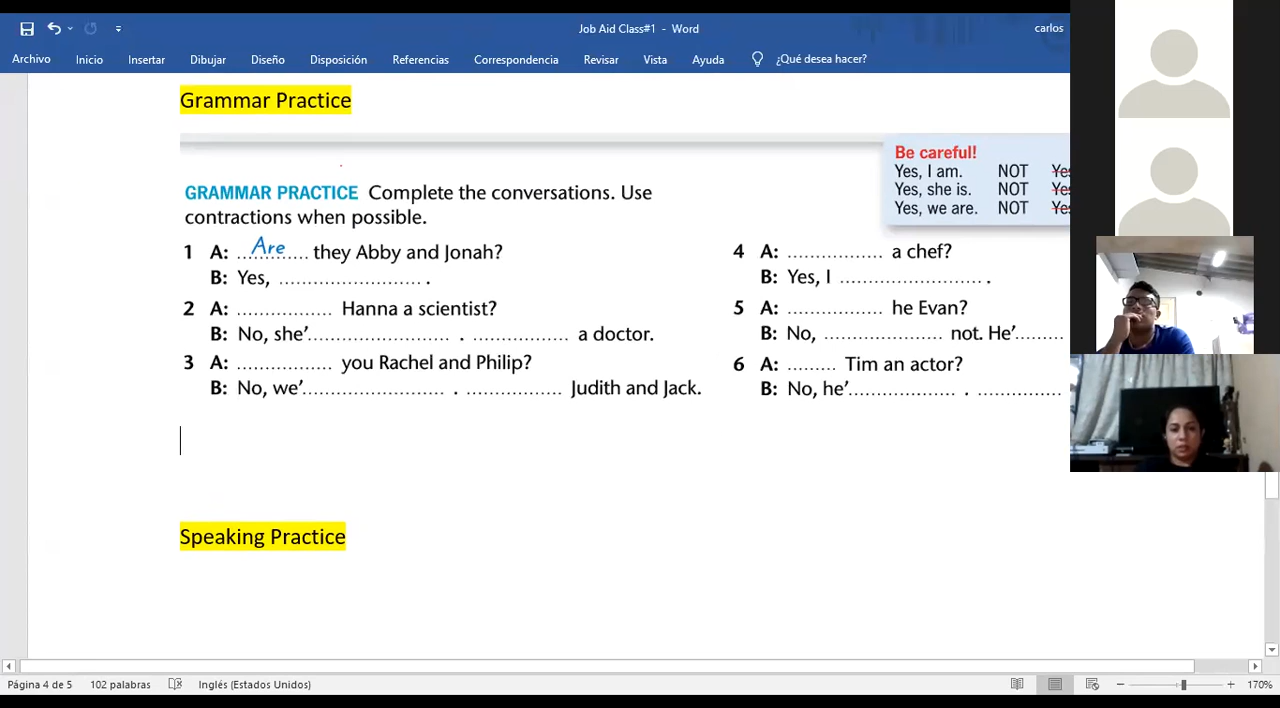 Job Aid Class#1 - Word
carlos
Archivo Inicio Insertar Dibujar Diseño Disposición Referencias Correspondencia Revisar Vista Ayuda ¿Qué desea hacer?
Grammar Practice
Be careful!
Yes, I am. NOT Yes
Yes, she is. NOT Yes
Yes, we are. NOT Yes
GRAMMAR PRACTICE Complete the conversations. Use
contractions when possible.
1 A: ...Are... they Abby and Jonah?
B: Yes, ........................ .
2 A: ................. Hanna a scientist?
B: No, she'........................ . ................. a doctor.
3 A: ................. you Rachel and Philip?
B: No, we'........................ . ................. Judith and Jack.
4 A: ................. a chef?
B: Yes, I ........................ .
5 A: ................. he Evan?
B: No, ..................... not. He'.........
6 A: ......... Tim an actor?
B: No, he'................... . ...............
Speaking Practice
Página 4 de 5 102 palabras Inglés (Estados Unidos) 170%